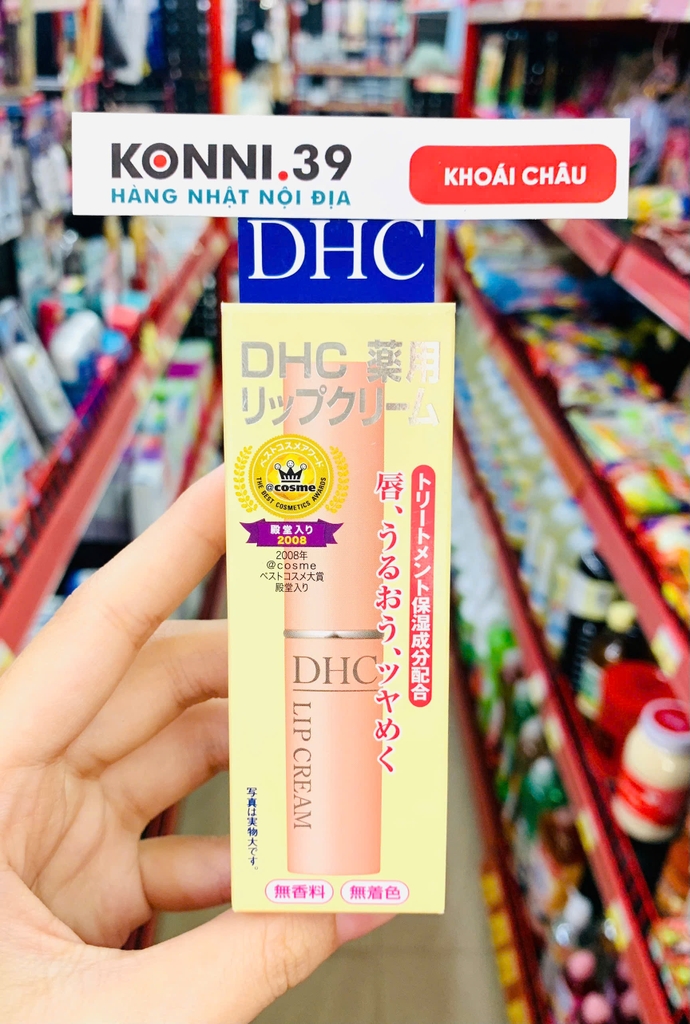 KONNI.39
HÀNG NHẬT NỘI ĐỊA
KHOÁI CHÂU
DHC
DHC 薬用
リップクリーム
ベストコスメアワード
@cosme
THE BEST COSMETICS AWARDS
殿堂入り
2008
2008年
@cosme
ベストコスメ大賞
殿堂入り
トリートメント保湿成分配合
唇、うるおう、ツヤめく
DHC
LIP CREAM
写真は実物大です。
無香料
無着色